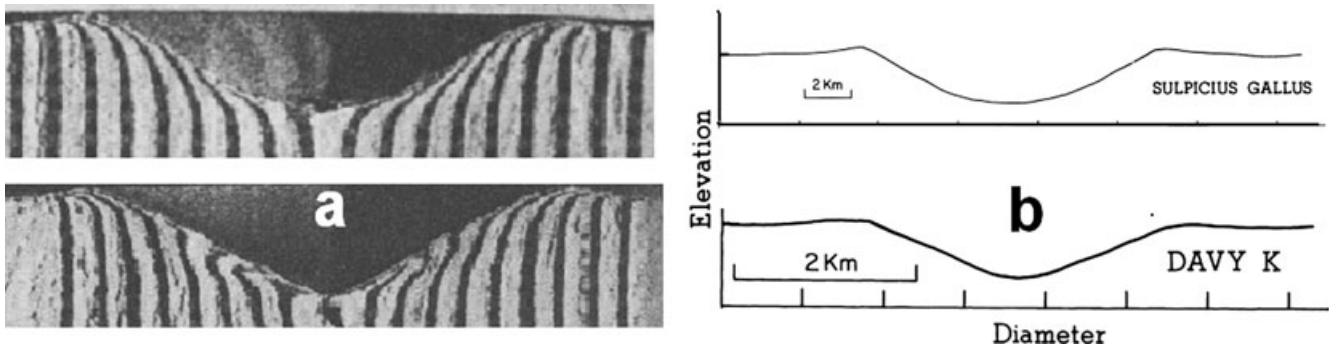 a
2 Km
SULPICIUS GALLUS
Elevation
b
2 Km
DAVY K
Diameter